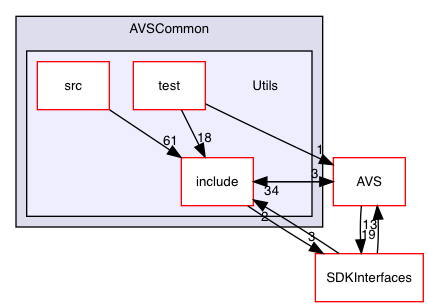 AVSCommon
src
test
Utils
61
18
1
include
3
34
AVS
2
3
13
19
SDKInterfaces